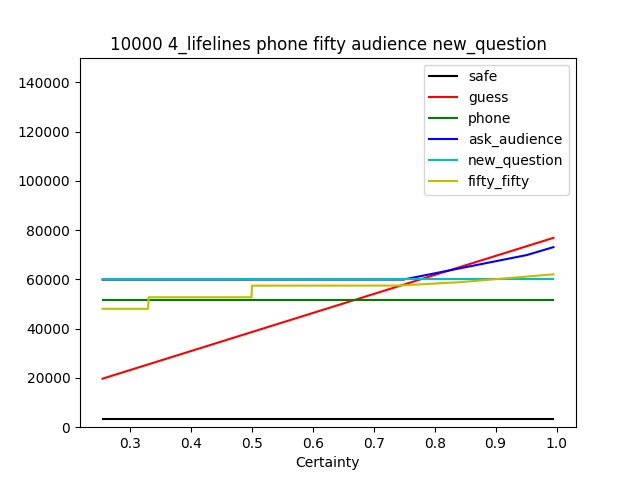 10000 4_lifelines phone fifty audience new_question
safe
guess
phone
ask_audience
new_question
fifty_fifty
140000
120000
100000
80000
60000
40000
20000
0
0.3 0.4 0.5 0.6 0.7 0.8 0.9 1.0
Certainty